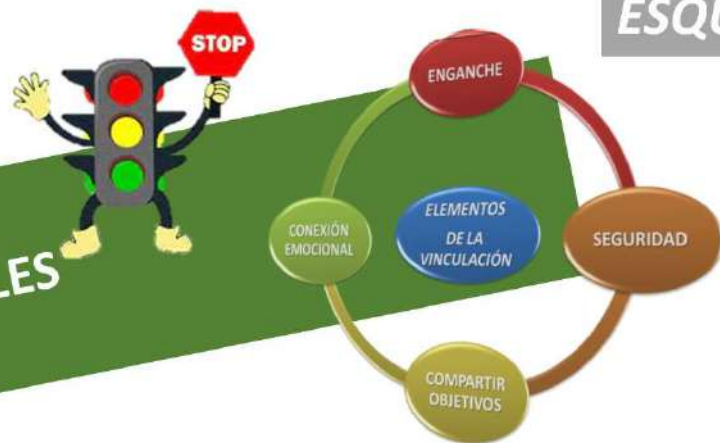 ESQU
STOP
ENGANCHE
CONEXIÓN
EMOCIONAL
ELEMENTOS
DE LA
VINCULACIÓN
SEGURIDAD
LES
COMPARTIR
OBJETIVOS